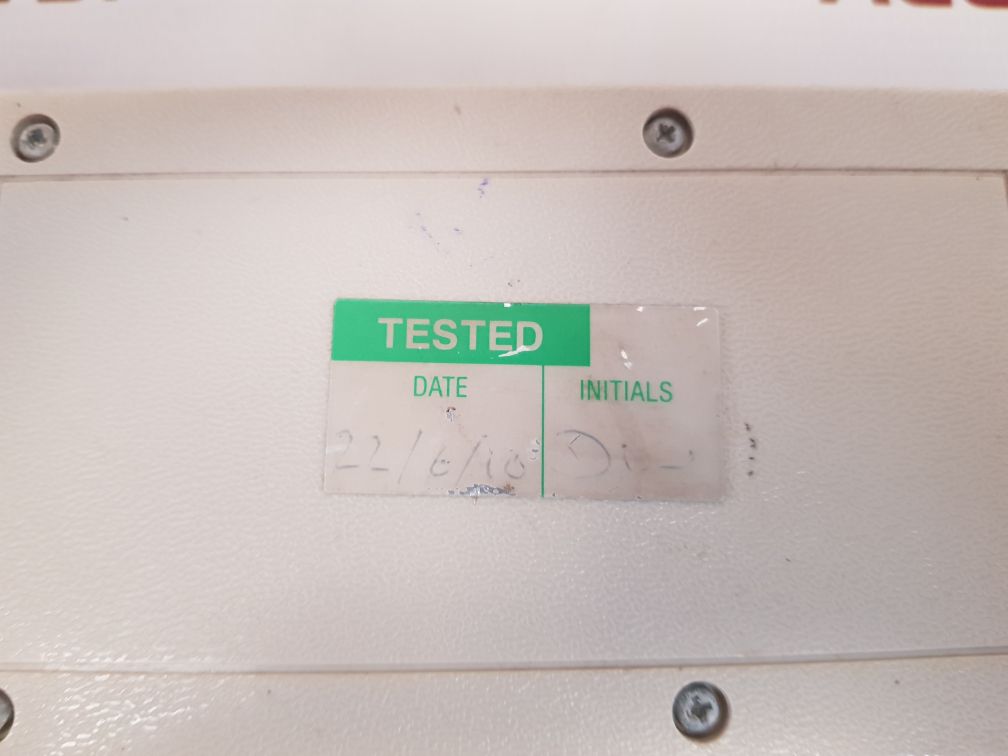 TESTED
DATE INITIALS
22/6/10